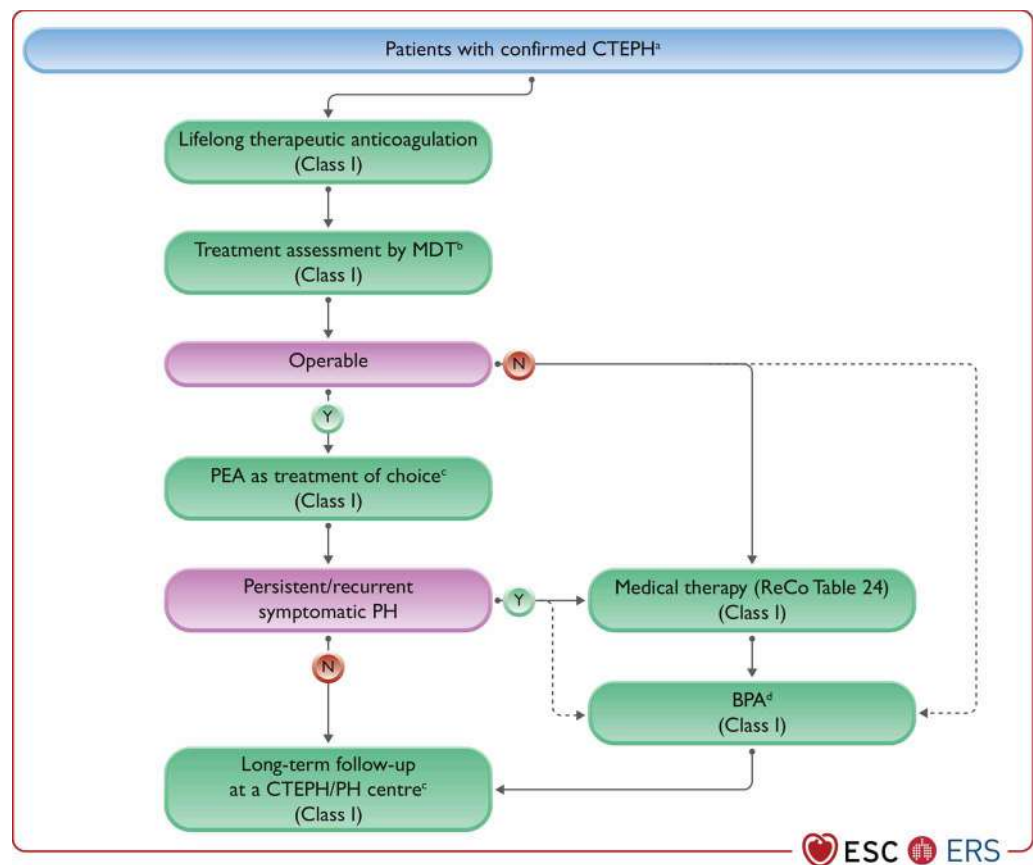 Patients with confirmed CTEPHᵃ
Lifelong therapeutic anticoagulation
(Class I)
Treatment assessment by MDTᵇ
(Class I)
Operable
N
Y
PEA as treatment of choiceᶜ
(Class I)
Persistent/recurrent
symptomatic PH
Y
Medical therapy (ReCo Table 24)
(Class I)
N
BPAᵈ
(Class I)
Long-term follow-up
at a CTEPH/PH centreᶜ
(Class I)
ESC ERS